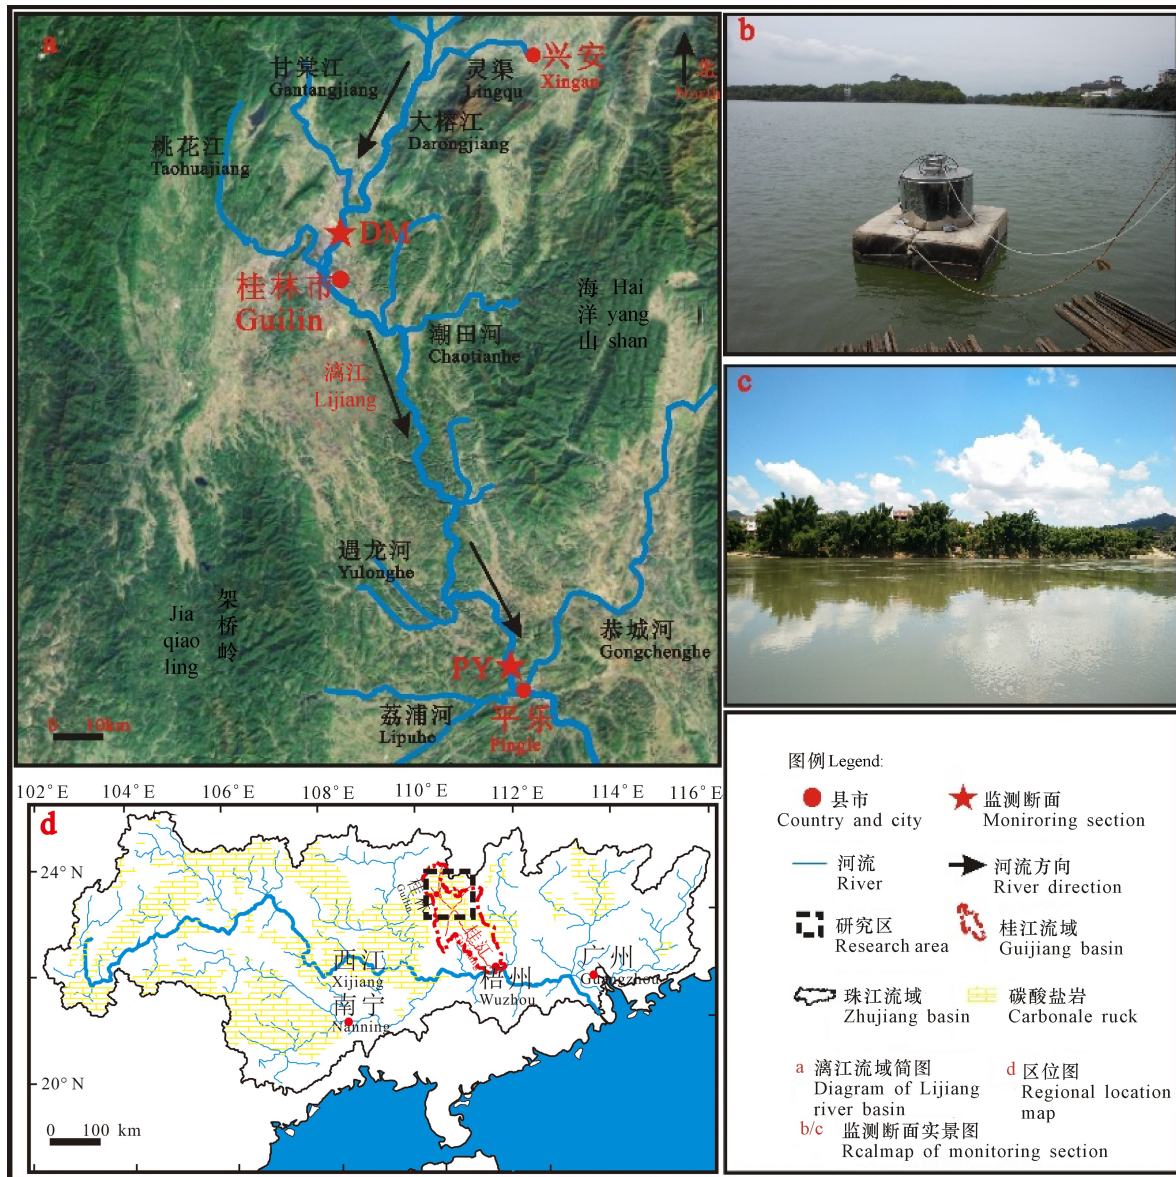 a
甘棠江
Gantangjiang
灵渠
Lingqu
兴安
Xingan
北
North
桃花江
Taohuajiang
大榕江
Darongjiang
DM
桂林市
Guilin
海 Hai
洋 yang
山 shan
潮田河
Chaotianhe
漓江
Lijiang
遇龙河
Yulonghe
Jia
qiao
ling
架
桥
岭
恭城河
Gongchenghe
PY
荔浦河
Lipuhe
平乐
Pingle
0 10km
b
c
102°E 104°E 106°E 108°E 110°E 112°E 114°E 116°E
d
24°N
20°N
桂林
Guilin
桂江
西江
Xijiang
南宁
Nanning
梧州
Wuzhou
广州
Guangzhou
0 100 km
图例 Legend:
县市
Country and city
监测断面
Moniroring section
河流
River
河流方向
River direction
研究区
Research area
桂江流域
Guijiang basin
珠江流域
Zhujiang basin
碳酸盐岩
Carbonale ruck
a 漓江流域简图
Diagram of Lijiang
river basin
d 区位图
Regional location
map
b/c 监测断面实景图
Rcalmap of monitoring section